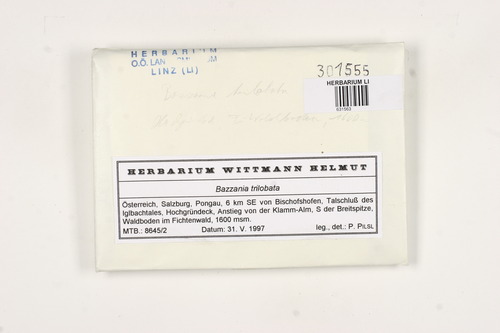 HERBARIUM
O.Ö. LAN
LINZ (LI)
301555
HERBARIUM LI
trilobata
HERBARIUM WITTMANN HELMUT
Bazzania trilobata
Österreich, Salzburg, Pongau, 6 km SE von Bischofshofen, Talschluß des
Iglbachtales, Hochgründeck, Anstieg von der Klamm-Alm, S der Breitspitze,
Waldboden im Fichtenwald, 1600 msm.
MTB.: 8645/2 Datum: 31. V. 1997 leg., det.: P. PILSL